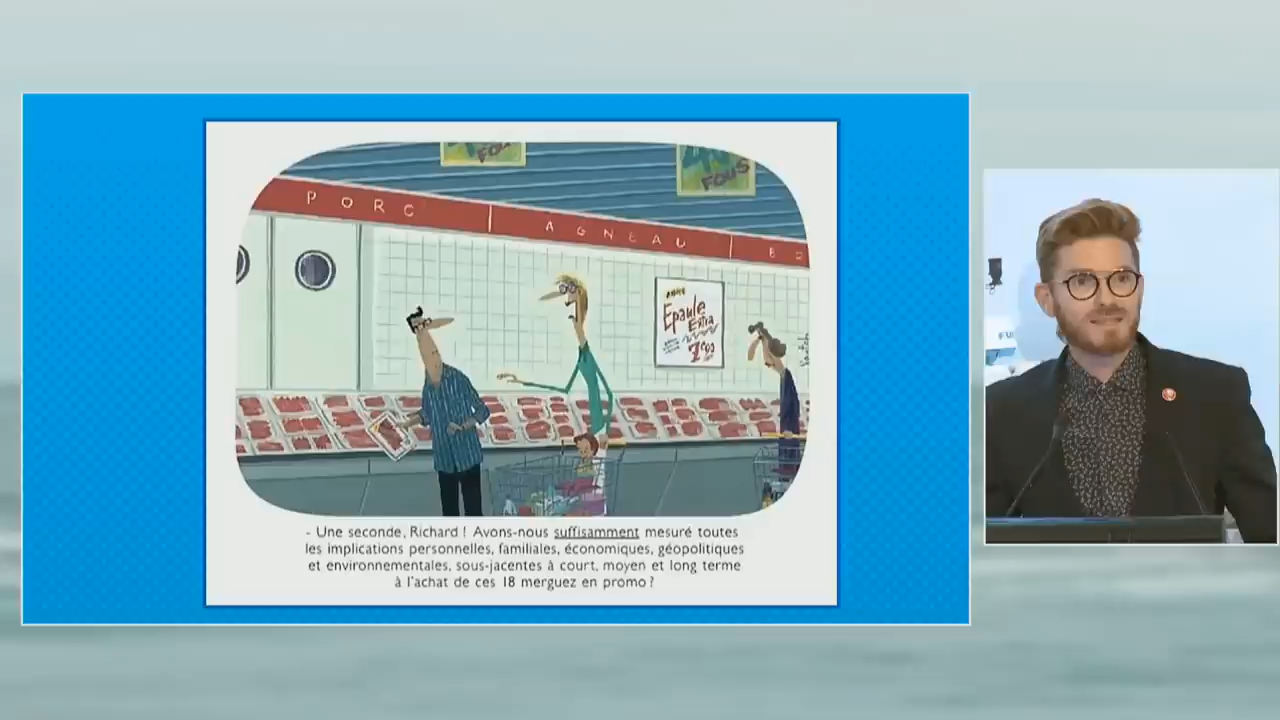 FOUS
PORC
AGNEAU
Epaule
Extra
- Une seconde, Richard ! Avons-nous suffisamment mesuré toutes
les implications personnelles, familiales, économiques, géopolitiques
et environnementales, sous-jacentes à court, moyen et long terme
à l'achat de ces 18 merguez en promo ?